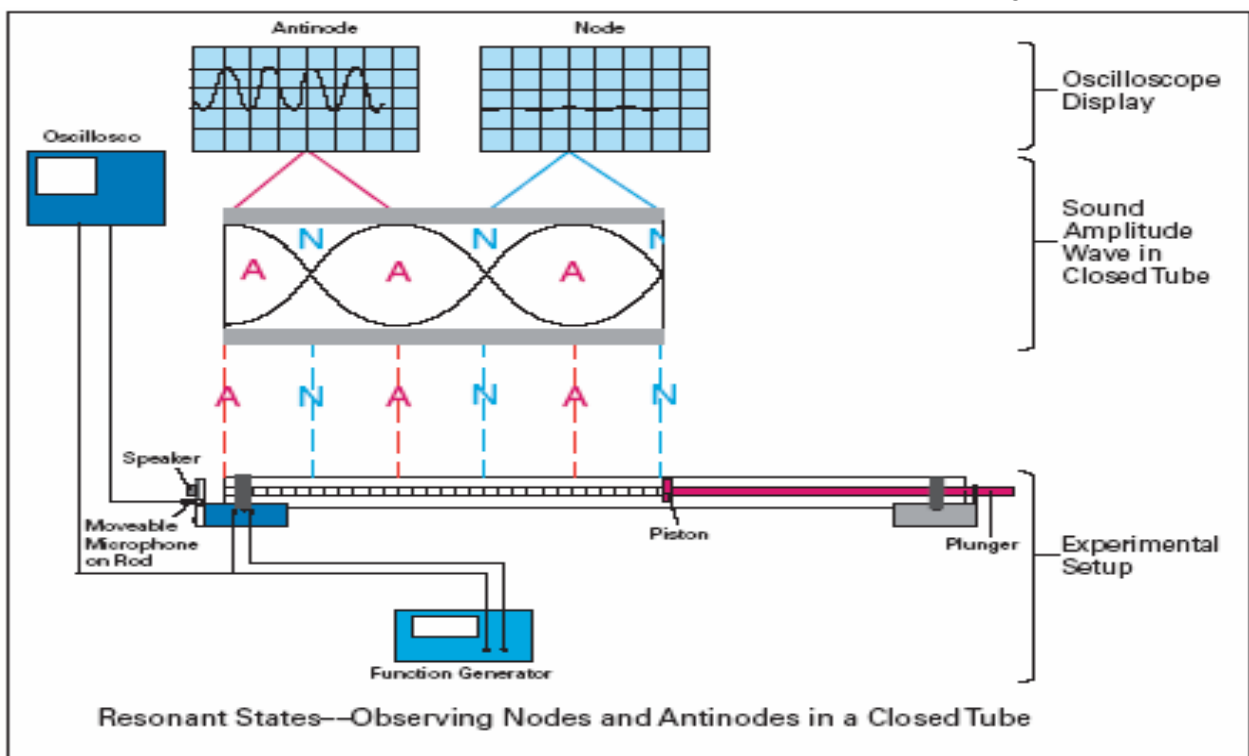 Antinode
Node
Oscilloscope
Display
Oscillosco
Sound
Amplitude
Wave in
Closed Tube
N
N
N
A
A
A
A
N
A
N
A
N
Speaker
Moveable
Microphone
on Rod
Piston
Plunger
Experimental
Setup
Function Generator
Resonant States––Observing Nodes and Antinodes in a Closed Tube